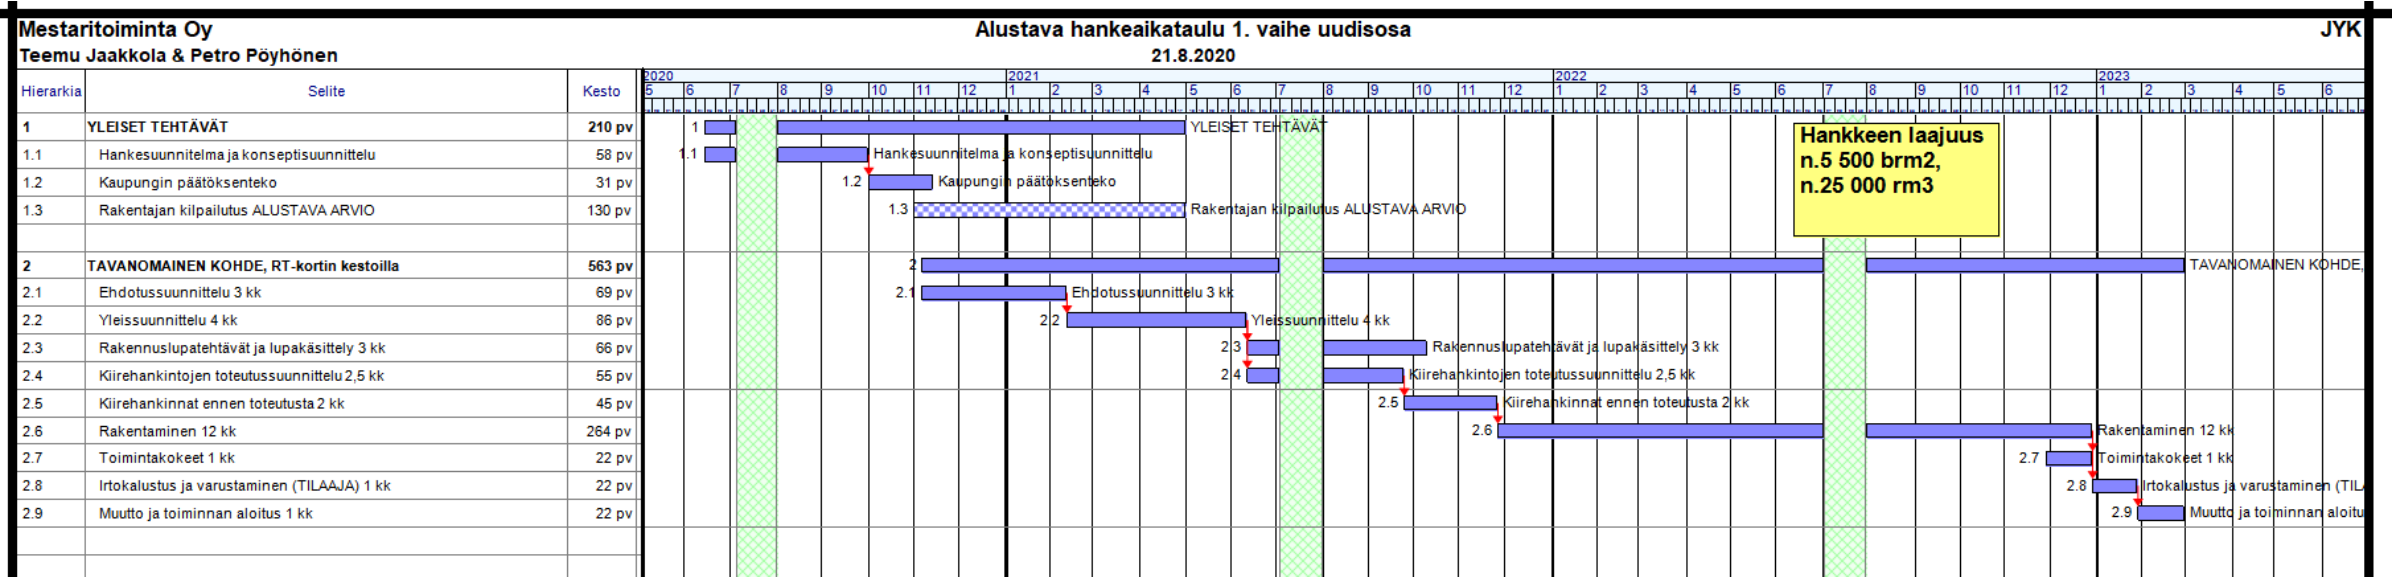 Mestaritoiminta Oy
Alustava hankeaikataulu 1. vaihe uudisosa
JYK
Teemu Jaakkola & Petro Pöyhönen
21.8.2020
Hierarkia Selite Kesto
2020 2021 2022 2023
5 6 7 8 9 10 11 12 1 2 3 4 5 6 7 8 9 10 11 12 1 2 3 4 5 6 7 8 9 10 11 12 1 2 3 4 5 6
1 YLEISET TEHTÄVÄT 210 pv 1 YLEISET TEHTÄVÄT
1.1 Hankesuunnitelma ja konseptisuunnittelu 58 pv 1.1 Hankesuunnitelma ja konseptisuunnittelu
1.2 Kaupungin päätöksenteko 31 pv 1.2 Kaupungin päätöksenteko
1.3 Rakentajan kilpailutus ALUSTAVA ARVIO 130 pv 1.3 Rakentajan kilpailutus ALUSTAVA ARVIO
Hankkeen laajuus
n.5 500 brm2,
n.25 000 rm3
2 TAVANOMAINEN KOHDE, RT-kortin kestoilla 563 pv 2 TAVANOMAINEN KOHDE,
2.1 Ehdotussuunnittelu 3 kk 69 pv 2.1 Ehdotussuunnittelu 3 kk
2.2 Yleissuunnittelu 4 kk 86 pv 2.2 Yleissuunnittelu 4 kk
2.3 Rakennuslupatehtävät ja lupakäsittely 3 kk 66 pv 2.3 Rakennuslupatehtävät ja lupakäsittely 3 kk
2.4 Kiirehankintojen toteutussuunnittelu 2,5 kk 55 pv 2.4 Kiirehankintojen toteutussuunnittelu 2,5 kk
2.5 Kiirehankinnat ennen toteutusta 2 kk 45 pv 2.5 Kiirehankinnat ennen toteutusta 2 kk
2.6 Rakentaminen 12 kk 264 pv 2.6 Rakentaminen 12 kk
2.7 Toimintakokeet 1 kk 22 pv 2.7 Toimintakokeet 1 kk
2.8 Irtokalustus ja varustaminen (TILAAJA) 1 kk 22 pv 2.8 Irtokalustus ja varustaminen (TILA
2.9 Muutto ja toiminnan aloitus 1 kk 22 pv 2.9 Muutto ja toiminnan aloitu